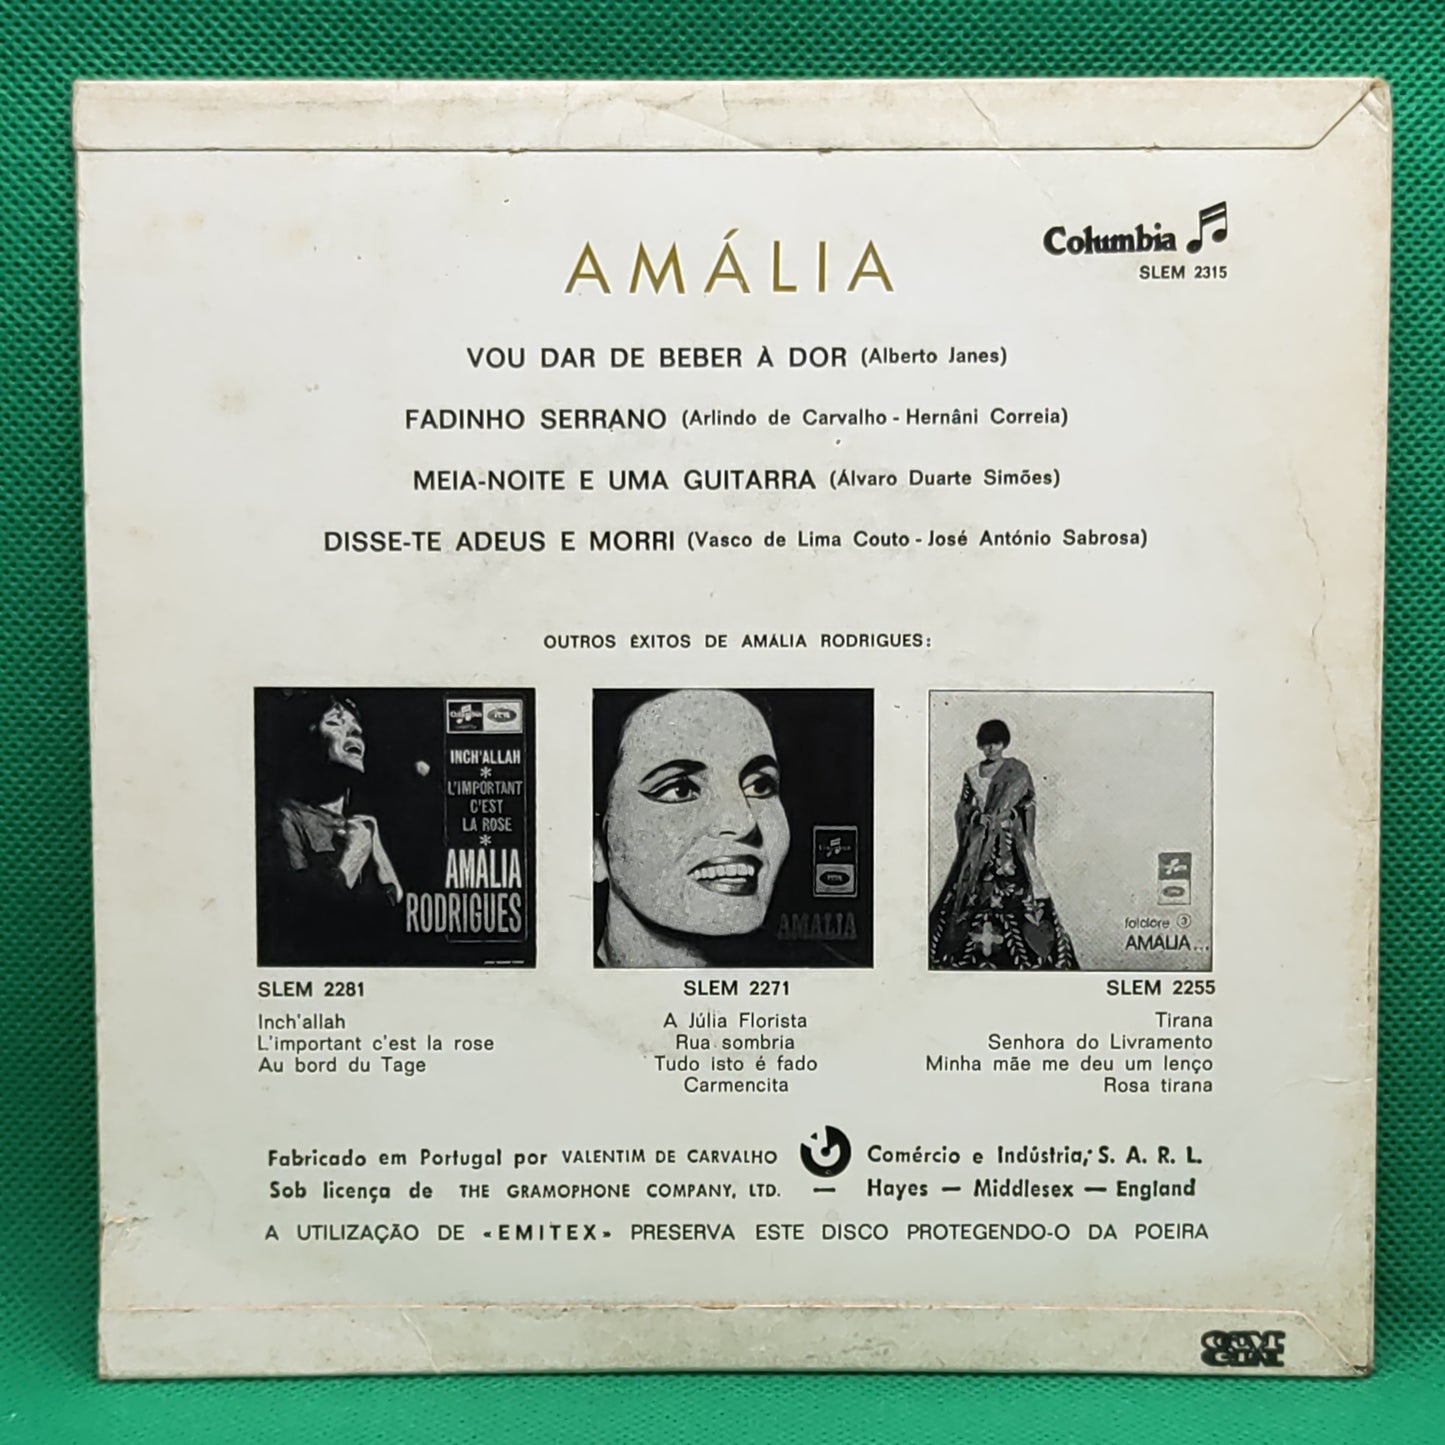 AMÁLIA
Columbia
SLEM 2315
VOU DAR DE BEBER À DOR (Alberto Janes)
FADINHO SERRANO (Arlindo de Carvalho - Hernâni Correia)
MEIA-NOITE E UMA GUITARRA (Álvaro Duarte Simões)
DISSE-TE ADEUS E MORRI (Vasco de Lima Couto - José António Sabrosa)
OUTROS ÊXITOS DE AMÁLIA RODRIGUES:
Columbia
INCH'ALLAH
*
L'IMPORTANT
C'EST
LA ROSE
*
AMÁLIA
RODRIGUES
SLEM 2281
Inch'allah
L'important c'est la rose
Au bord du Tage
Columbia
AMÁLIA
SLEM 2271
A Júlia Florista
Rua sombria
Tudo isto é fado
Carmencita
folclore 3
AMÁLIA...
SLEM 2255
Tirana
Senhora do Livramento
Minha mãe me deu um lenço
Rosa tirana
Fabricado em Portugal por VALENTIM DE CARVALHO Comércio e Indústria, S. A. R. L.
Sob licença de THE GRAMOPHONE COMPANY, LTD. — Hayes — Middlesex — England
A UTILIZAÇÃO DE «EMITEX» PRESERVA ESTE DISCO PROTEGENDO-O DA POEIRA